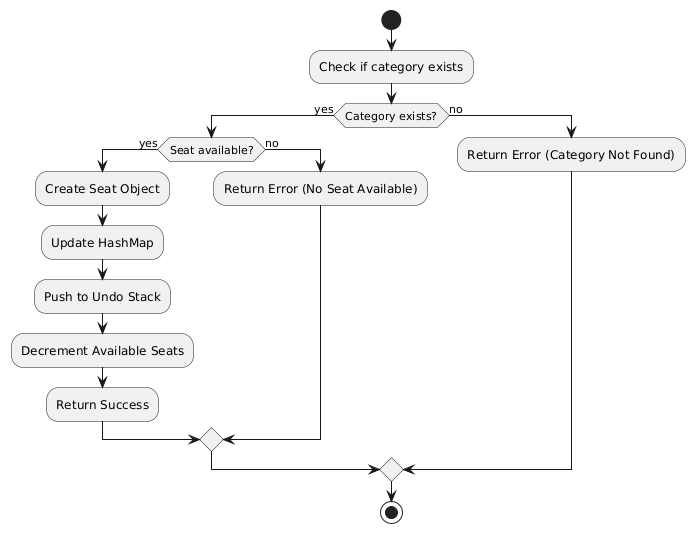 Check if category exists
yes
Category exists?
no
yes
Seat available?
no
Return Error (Category Not Found)
Create Seat Object
Return Error (No Seat Available)
Update HashMap
Push to Undo Stack
Decrement Available Seats
Return Success